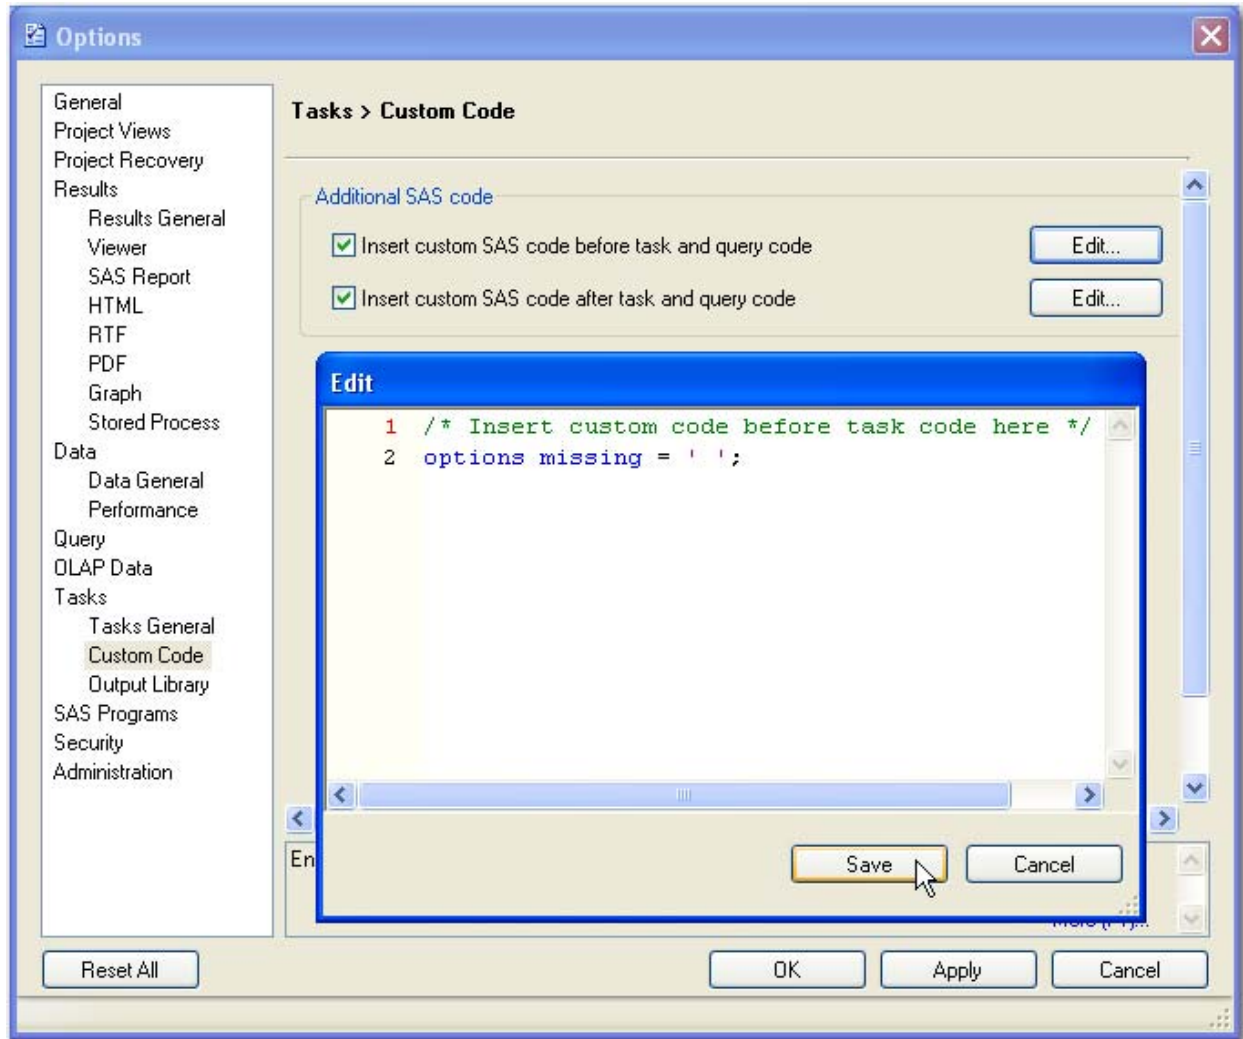 Options
General
Project Views
Project Recovery
Results
Results General
Viewer
SAS Report
HTML
RTF
PDF
Graph
Stored Process
Data
Data General
Performance
Query
OLAP Data
Tasks
Tasks General
Custom Code
Output Library
SAS Programs
Security
Administration
Tasks > Custom Code
Additional SAS code
Insert custom SAS code before task and query code Edit...
Insert custom SAS code after task and query code Edit...
Edit
1 /* Insert custom code before task code here */
2 options missing = ' ';
Save Cancel
En
Reset All OK Apply Cancel